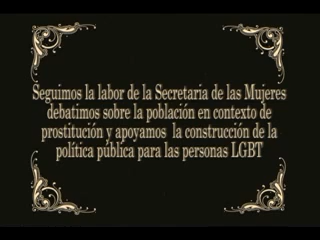 Seguimos la labor de la Secretaria de las Mujeres
debatimos sobre la población en contexto de
prostitución y apoyamos la construcción de la
política pública para las personas LGBT